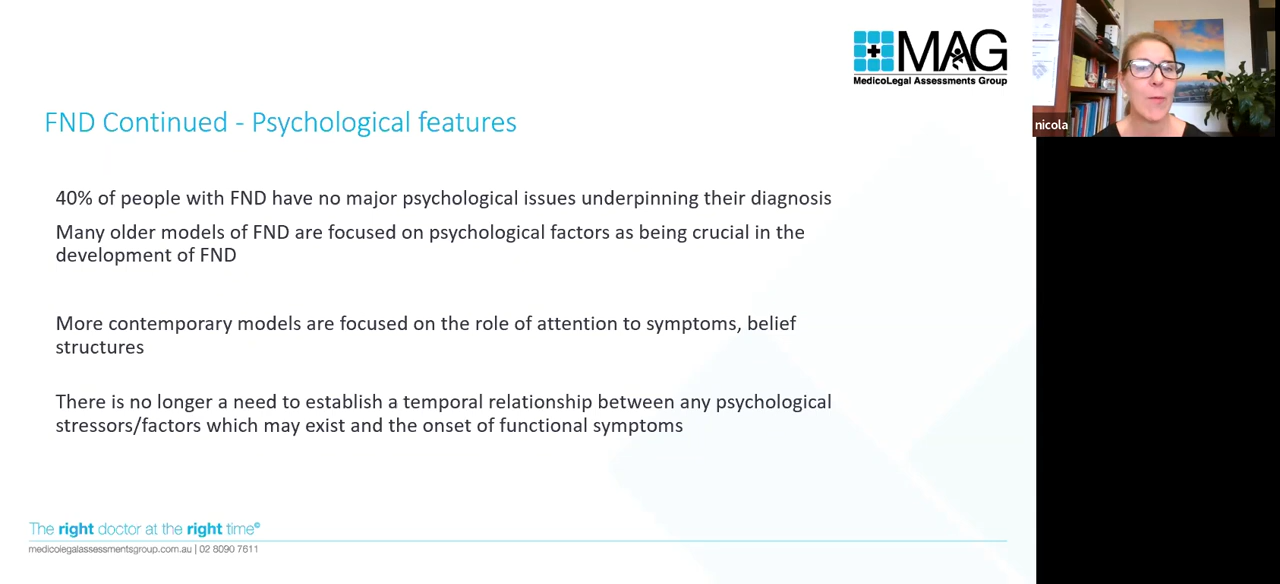 MAG
MedicoLegal Assessments Group
nicola
FND Continued - Psychological features
40% of people with FND have no major psychological issues underpinning their diagnosis
Many older models of FND are focused on psychological factors as being crucial in the
development of FND
More contemporary models are focused on the role of attention to symptoms, belief
structures
There is no longer a need to establish a temporal relationship between any psychological
stressors/factors which may exist and the onset of functional symptoms
The right doctor at the right time©
medicolegalassessmentsgroup.com.au | 02 8090 7611